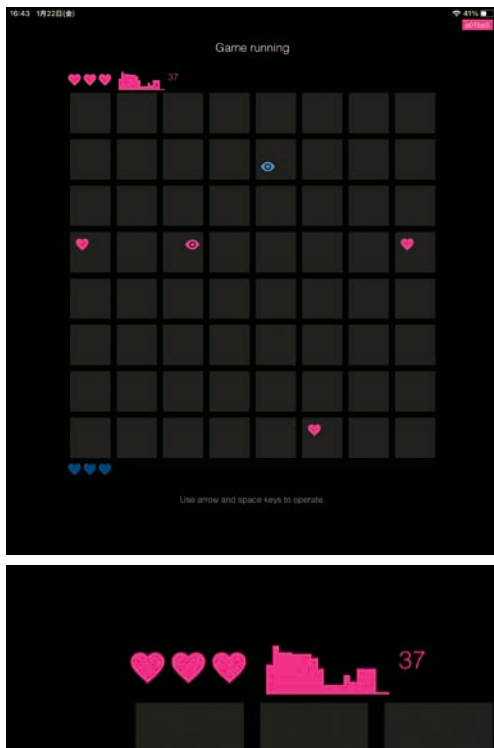 16:43 1月22日(金)
41%
Game running
37
Use arrow and space keys to operate.
37